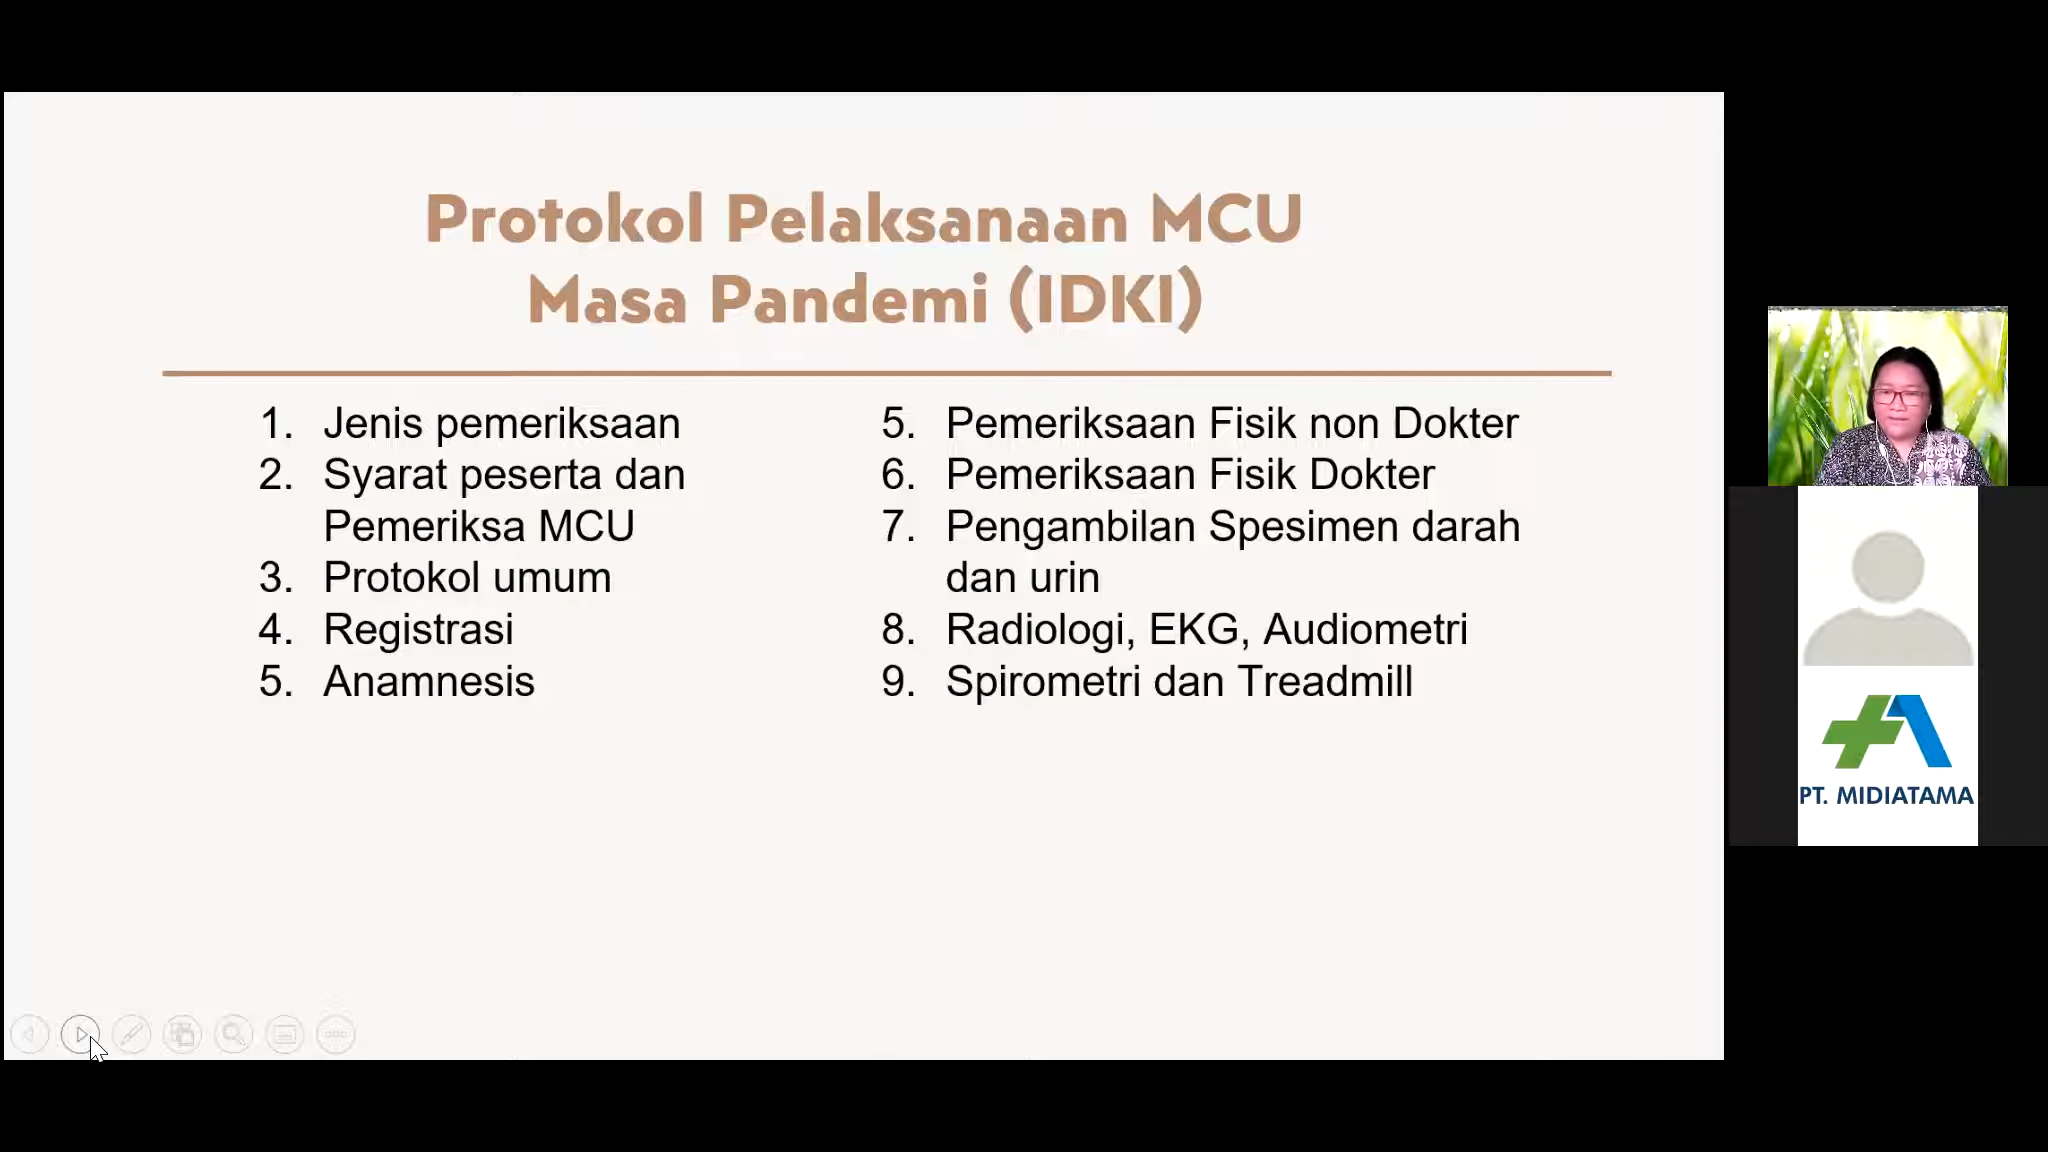 Protokol Pelaksanaan MCU
Masa Pandemi (IDKI)
1. Jenis pemeriksaan
2. Syarat peserta dan
Pemeriksa MCU
3. Protokol umum
4. Registrasi
5. Anamnesis
5. Pemeriksaan Fisik non Dokter
6. Pemeriksaan Fisik Dokter
7. Pengambilan Spesimen darah
dan urin
8. Radiologi, EKG, Audiometri
9. Spirometri dan Treadmill
PT. MIDIATAMA